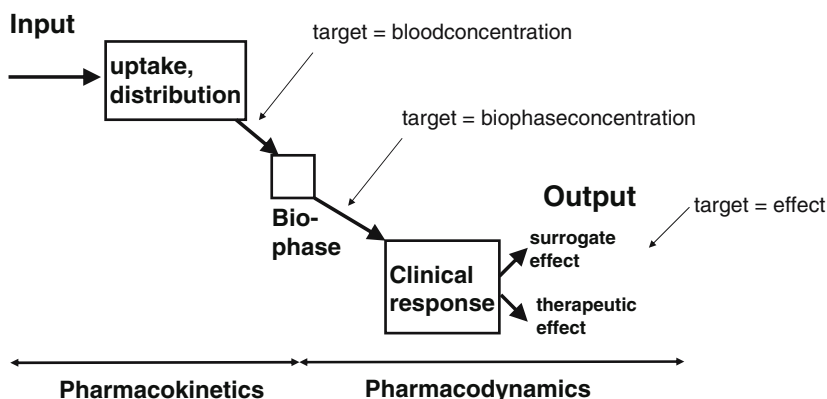 Input
target = bloodconcentration
uptake,
distribution
target = biophaseconcentration
Bio-
phase
Output
target = effect
surrogate
effect
Clinical
response
therapeutic
effect
Pharmacokinetics
Pharmacodynamics